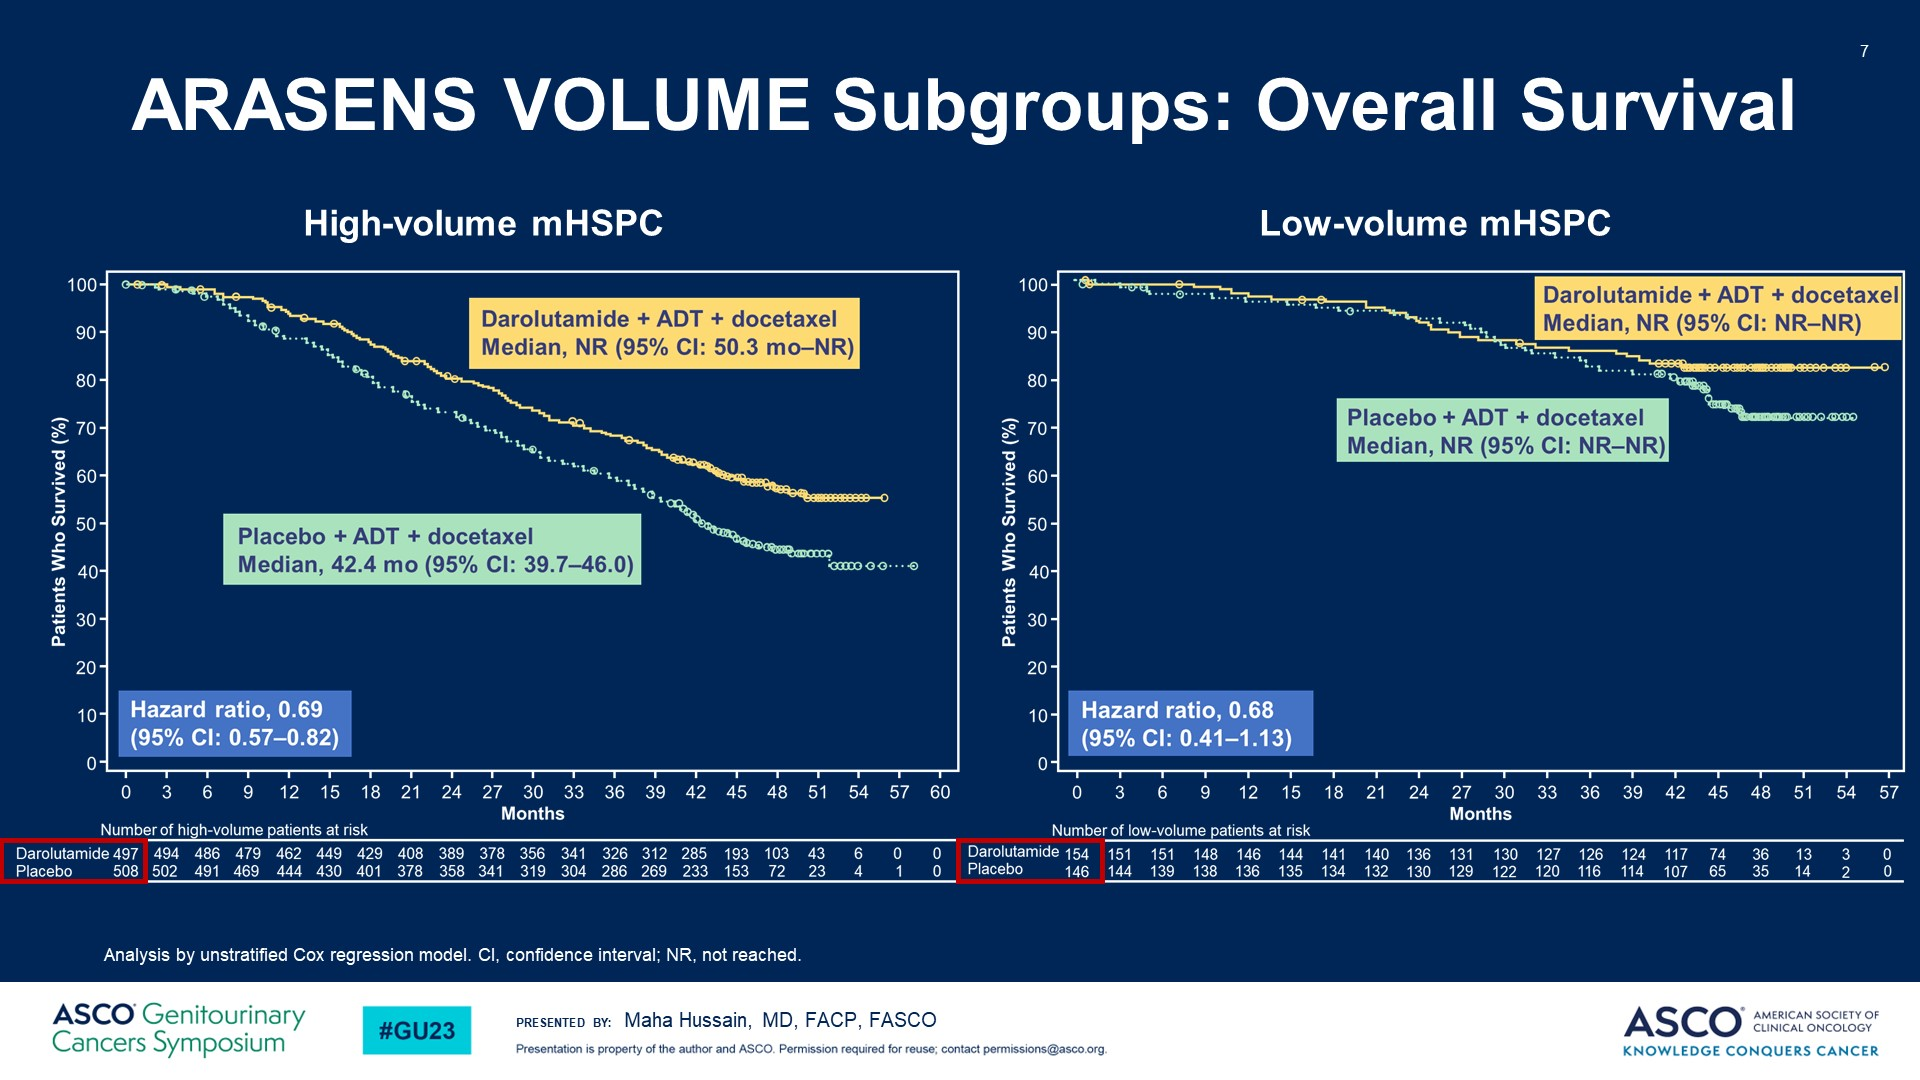 7
ARASENS VOLUME Subgroups: Overall Survival
High-volume mHSPC
100
90
80
70
60
50
40
30
20
10
0
Patients Who Survived (%)
Darolutamide + ADT + docetaxel
Median, NR (95% CI: 50.3 mo–NR)
Placebo + ADT + docetaxel
Median, 42.4 mo (95% CI: 39.7–46.0)
Hazard ratio, 0.69
(95% CI: 0.57–0.82)
0 3 6 9 12 15 18 21 24 27 30 33 36 39 42 45 48 51 54 57 60
Months
Number of high-volume patients at risk
Darolutamide 497 494 486 479 462 449 429 408 389 378 356 341 326 312 285 193 103 43 6 0 0
Placebo 508 502 491 469 444 430 401 378 358 341 319 304 286 269 233 153 72 23 4 1 0
Low-volume mHSPC
100
90
80
70
60
50
40
30
20
10
0
Patients Who Survived (%)
Darolutamide + ADT + docetaxel
Median, NR (95% CI: NR–NR)
Placebo + ADT + docetaxel
Median, NR (95% CI: NR–NR)
Hazard ratio, 0.68
(95% CI: 0.41–1.13)
0 3 6 9 12 15 18 21 24 27 30 33 36 39 42 45 48 51 54 57
Months
Number of low-volume patients at risk
Darolutamide 154 151 151 148 146 144 141 140 136 131 130 127 126 124 117 74 36 13 3 0
Placebo 146 144 139 138 136 135 134 132 130 129 122 120 116 114 107 65 35 14 2 0
Analysis by unstratified Cox regression model. CI, confidence interval; NR, not reached.
ASCO Genitourinary
Cancers Symposium
#GU23
PRESENTED BY: Maha Hussain, MD, FACP, FASCO
Presentation is property of the author and ASCO. Permission required for reuse; contact permissions@asco.org.
ASCO AMERICAN SOCIETY OF
CLINICAL ONCOLOGY
KNOWLEDGE CONQUERS CANCER